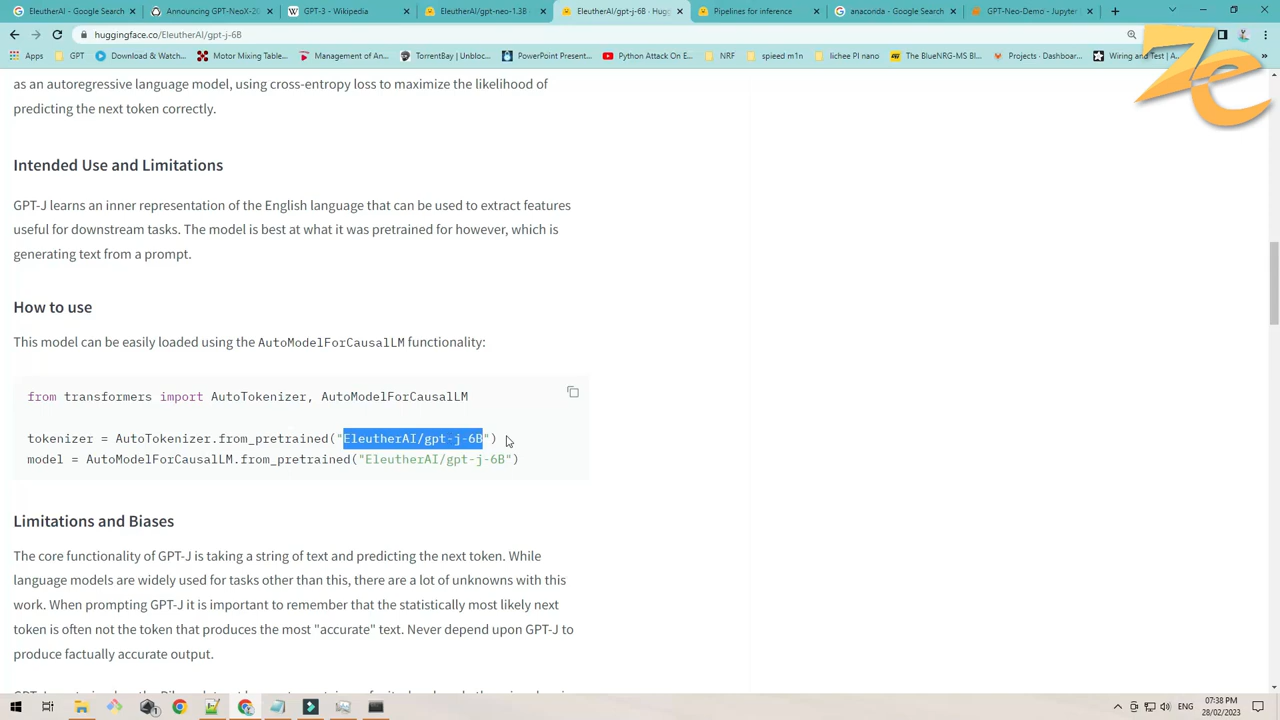 EleutherAI - Google Search
Announcing GPT-NeoX-20
GPT-3 - Wikipedia
EleutherAI/gpt-neo-1.3B
EleutherAI/gpt-j-6B · Hugg
Pipelines for inference
anaconda - Google Search
GPT-Neo-Demo - Jupyter
huggingface.co/EleutherAI/gpt-j-6B
Apps
GPT
Download & Watch...
Motor Mixing Table...
Management of An...
TorrentBay | Unbloc...
PowerPoint Present...
Python Attack On E...
NRF
spieed m1n
lichee PI nano
The BlueNRG-MS Bl...
Projects - Dashboar...
Wiring and Test | A...
ZE
as an autoregressive language model, using cross-entropy loss to maximize the likelihood of
predicting the next token correctly.
Intended Use and Limitations
GPT-J learns an inner representation of the English language that can be used to extract features
useful for downstream tasks. The model is best at what it was pretrained for however, which is
generating text from a prompt.
How to use
This model can be easily loaded using the AutoModelForCausalLM functionality:
from transformers import AutoTokenizer, AutoModelForCausalLM
tokenizer = AutoTokenizer.from_pretrained("EleutherAI/gpt-j-6B")
model = AutoModelForCausalLM.from_pretrained("EleutherAI/gpt-j-6B")
Limitations and Biases
The core functionality of GPT-J is taking a string of text and predicting the next token. While
language models are widely used for tasks other than this, there are a lot of unknowns with this
work. When prompting GPT-J it is important to remember that the statistically most likely next
token is often not the token that produces the most "accurate" text. Never depend upon GPT-J to
produce factually accurate output.
ENG
07:38 PM
28/02/2023